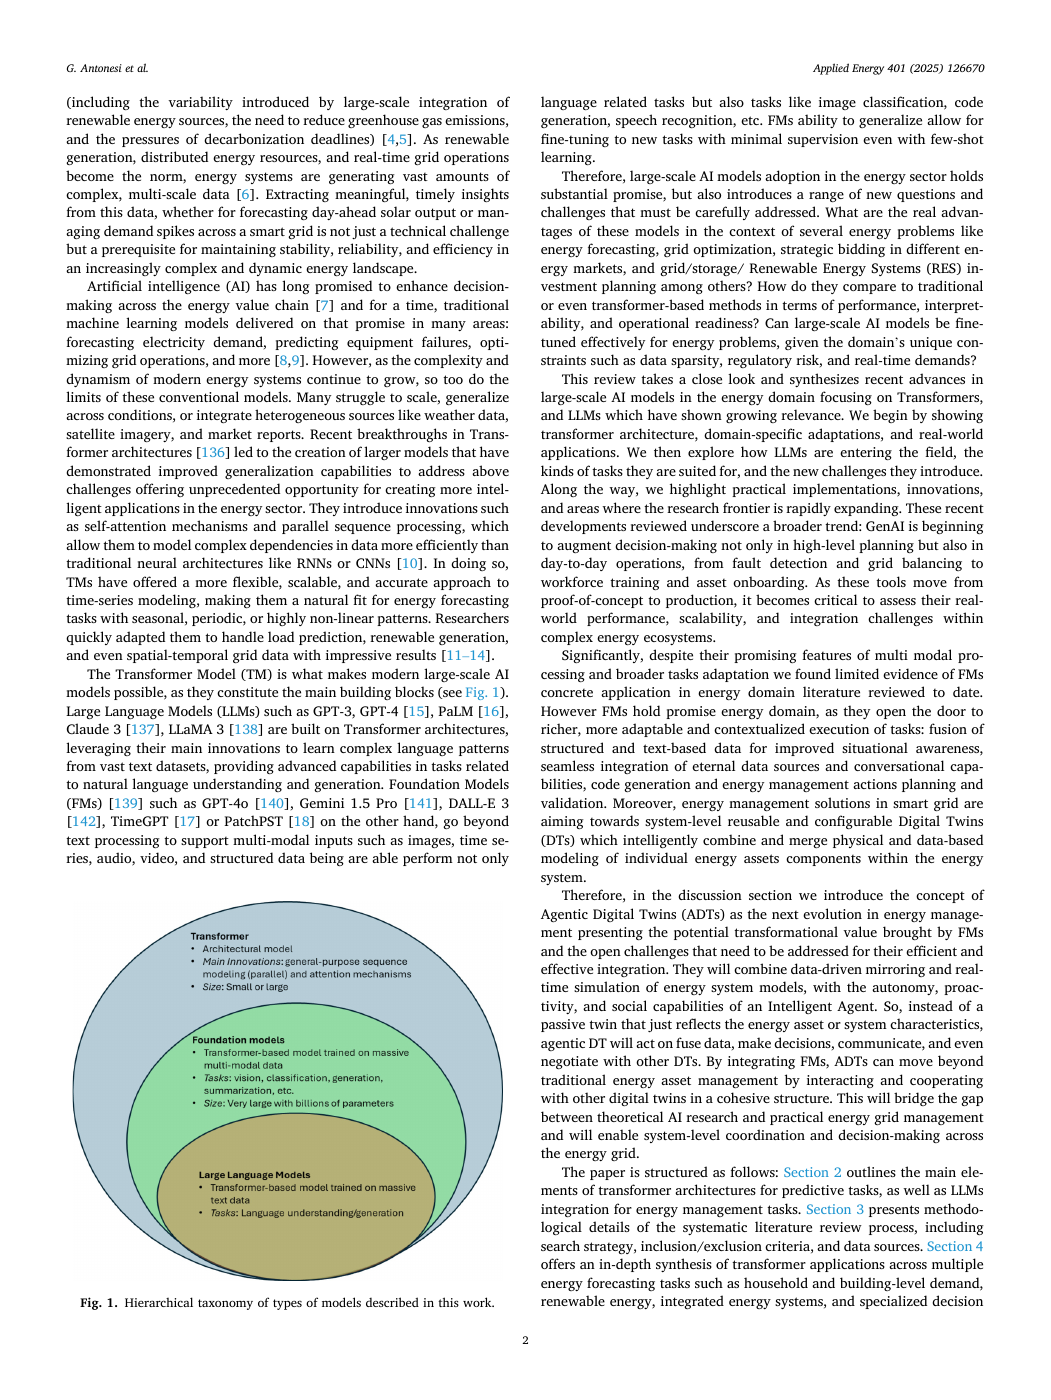 G. Antonesi et al.
Applied Energy 401 (2025) 126670
(including the variability introduced by large-scale integration of
renewable energy sources, the need to reduce greenhouse gas emissions,
and the pressures of decarbonization deadlines) [4,5]. As renewable
generation, distributed energy resources, and real-time grid operations
become the norm, energy systems are generating vast amounts of
complex, multi-scale data [6]. Extracting meaningful, timely insights
from this data, whether for forecasting day-ahead solar output or man-
aging demand spikes across a smart grid is not just a technical challenge
but a prerequisite for maintaining stability, reliability, and efficiency in
an increasingly complex and dynamic energy landscape.
Artificial intelligence (AI) has long promised to enhance decision-
making across the energy value chain [7] and for a time, traditional
machine learning models delivered on that promise in many areas:
forecasting electricity demand, predicting equipment failures, opti-
mizing grid operations, and more [8,9]. However, as the complexity and
dynamism of modern energy systems continue to grow, so too do the
limits of these conventional models. Many struggle to scale, generalize
across conditions, or integrate heterogeneous sources like weather data,
satellite imagery, and market reports. Recent breakthroughs in Trans-
former architectures [136] led to the creation of larger models that have
demonstrated improved generalization capabilities to address above
challenges offering unprecedented opportunity for creating more intel-
ligent applications in the energy sector. They introduce innovations such
as self-attention mechanisms and parallel sequence processing, which
allow them to model complex dependencies in data more efficiently than
traditional neural architectures like RNNs or CNNs [10]. In doing so,
TMs have offered a more flexible, scalable, and accurate approach to
time-series modeling, making them a natural fit for energy forecasting
tasks with seasonal, periodic, or highly non-linear patterns. Researchers
quickly adapted them to handle load prediction, renewable generation,
and even spatial-temporal grid data with impressive results [11–14].
The Transformer Model (TM) is what makes modern large-scale AI
models possible, as they constitute the main building blocks (see Fig. 1).
Large Language Models (LLMs) such as GPT-3, GPT-4 [15], PaLM [16],
Claude 3 [137], LLaMA 3 [138] are built on Transformer architectures,
leveraging their main innovations to learn complex language patterns
from vast text datasets, providing advanced capabilities in tasks related
to natural language understanding and generation. Foundation Models
(FMs) [139] such as GPT-4o [140], Gemini 1.5 Pro [141], DALL-E 3
[142], TimeGPT [17] or PatchPST [18] on the other hand, go beyond
text processing to support multi-modal inputs such as images, time se-
ries, audio, video, and structured data being are able perform not only
Transformer
• Architectural model
• Main Innovations: general-purpose sequence
modeling (parallel) and attention mechanisms
• Size: Small or large
Foundation models
• Transformer-based model trained on massive
multi-modal data
• Tasks: vision, classification, generation,
summarization, etc.
• Size: Very large with billions of parameters
Large Language Models
• Transformer-based model trained on massive
text data
• Tasks: Language understanding/generation
Fig. 1. Hierarchical taxonomy of types of models described in this work.
language related tasks but also tasks like image classification, code
generation, speech recognition, etc. FMs ability to generalize allow for
fine-tuning to new tasks with minimal supervision even with few-shot
learning.
Therefore, large-scale AI models adoption in the energy sector holds
substantial promise, but also introduces a range of new questions and
challenges that must be carefully addressed. What are the real advan-
tages of these models in the context of several energy problems like
energy forecasting, grid optimization, strategic bidding in different en-
ergy markets, and grid/storage/ Renewable Energy Systems (RES) in-
vestment planning among others? How do they compare to traditional
or even transformer-based methods in terms of performance, interpret-
ability, and operational readiness? Can large-scale AI models be fine-
tuned effectively for energy problems, given the domain's unique con-
straints such as data sparsity, regulatory risk, and real-time demands?
This review takes a close look and synthesizes recent advances in
large-scale AI models in the energy domain focusing on Transformers,
and LLMs which have shown growing relevance. We begin by showing
transformer architecture, domain-specific adaptations, and real-world
applications. We then explore how LLMs are entering the field, the
kinds of tasks they are suited for, and the new challenges they introduce.
Along the way, we highlight practical implementations, innovations,
and areas where the research frontier is rapidly expanding. These recent
developments reviewed underscore a broader trend: GenAI is beginning
to augment decision-making not only in high-level planning but also in
day-to-day operations, from fault detection and grid balancing to
workforce training and asset onboarding. As these tools move from
proof-of-concept to production, it becomes critical to assess their real-
world performance, scalability, and integration challenges within
complex energy ecosystems.
Significantly, despite their promising features of multi modal pro-
cessing and broader tasks adaptation we found limited evidence of FMs
concrete application in energy domain literature reviewed to date.
However FMs hold promise energy domain, as they open the door to
richer, more adaptable and contextualized execution of tasks: fusion of
structured and text-based data for improved situational awareness,
seamless integration of eternal data sources and conversational capa-
bilities, code generation and energy management actions planning and
validation. Moreover, energy management solutions in smart grid are
aiming towards system-level reusable and configurable Digital Twins
(DTs) which intelligently combine and merge physical and data-based
modeling of individual energy assets components within the energy
system.
Therefore, in the discussion section we introduce the concept of
Agentic Digital Twins (ADTs) as the next evolution in energy manage-
ment presenting the potential transformational value brought by FMs
and the open challenges that need to be addressed for their efficient and
effective integration. They will combine data-driven mirroring and real-
time simulation of energy system models, with the autonomy, proac-
tivity, and social capabilities of an Intelligent Agent. So, instead of a
passive twin that just reflects the energy asset or system characteristics,
agentic DT will act on fuse data, make decisions, communicate, and even
negotiate with other DTs. By integrating FMs, ADTs can move beyond
traditional energy asset management by interacting and cooperating
with other digital twins in a cohesive structure. This will bridge the gap
between theoretical AI research and practical energy grid management
and will enable system-level coordination and decision-making across
the energy grid.
The paper is structured as follows: Section 2 outlines the main ele-
ments of transformer architectures for predictive tasks, as well as LLMs
integration for energy management tasks. Section 3 presents methodo-
logical details of the systematic literature review process, including
search strategy, inclusion/exclusion criteria, and data sources. Section 4
offers an in-depth synthesis of transformer applications across multiple
energy forecasting tasks such as household and building-level demand,
renewable energy, integrated energy systems, and specialized decision
2